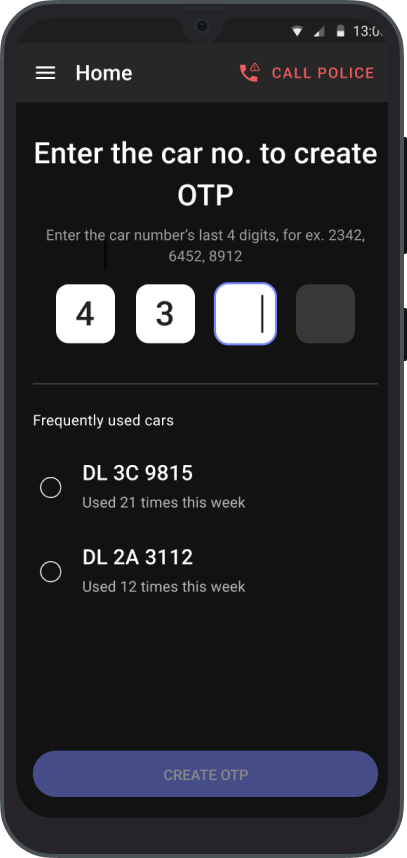 13:0
Home
CALL POLICE
Enter the car no. to create
OTP
Enter the car number's last 4 digits, for ex. 2342,
6452, 8912
4 3
Frequently used cars
DL 3C 9815
Used 21 times this week
DL 2A 3112
Used 12 times this week
CREATE OTP